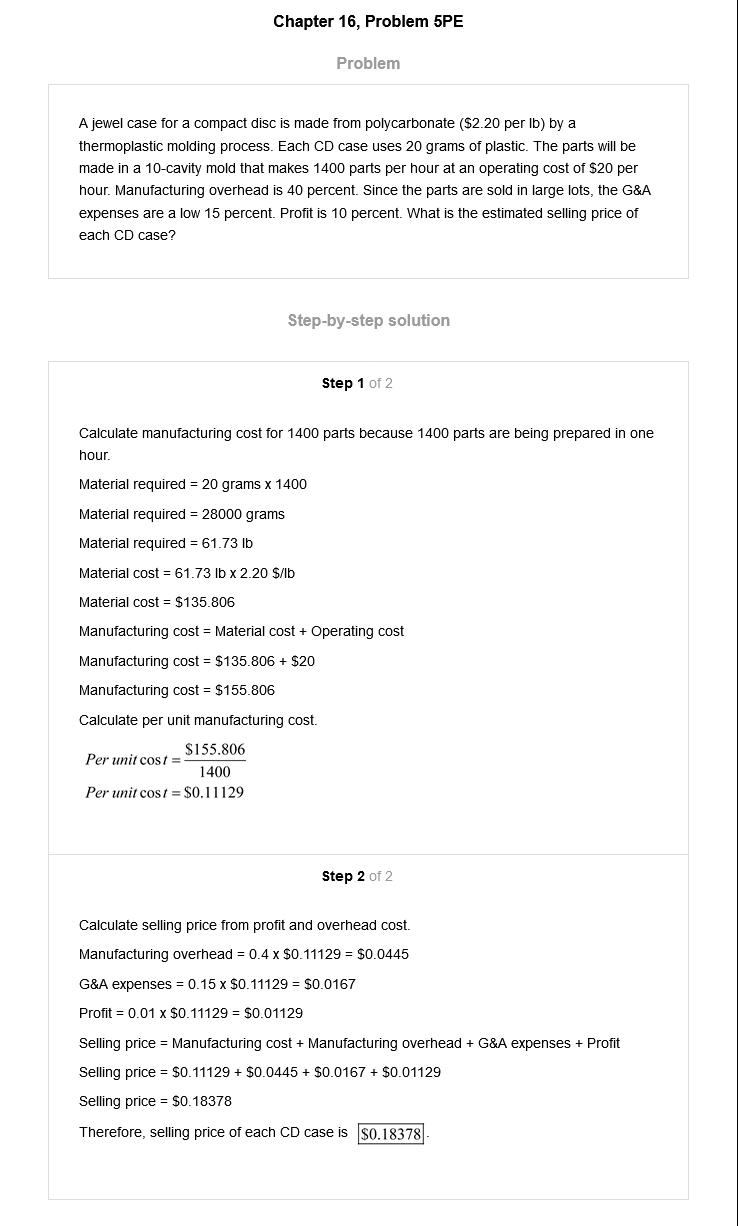 Chapter 16, Problem 5PE
Problem
A jewel case for a compact disc is made from polycarbonate ($2.20 per lb) by a
thermoplastic molding process. Each CD case uses 20 grams of plastic. The parts will be
made in a 10-cavity mold that makes 1400 parts per hour at an operating cost of $20 per
hour. Manufacturing overhead is 40 percent. Since the parts are sold in large lots, the G&A
expenses are a low 15 percent. Profit is 10 percent. What is the estimated selling price of
each CD case?
Step-by-step solution
Step 1 of 2
Calculate manufacturing cost for 1400 parts because 1400 parts are being prepared in one
hour.
Material required = 20 grams x 1400
Material required = 28000 grams
Material required = 61.73 lb
Material cost = 61.73 lb x 2.20 $/lb
Material cost = $135.806
Manufacturing cost = Material cost + Operating cost
Manufacturing cost = $135.806 + $20
Manufacturing cost = $155.806
Calculate per unit manufacturing cost.
Per unit cost = $155.806 / 1400
Per unit cost = $0.11129
Step 2 of 2
Calculate selling price from profit and overhead cost.
Manufacturing overhead = 0.4 x $0.11129 = $0.0445
G&A expenses = 0.15 x $0.11129 = $0.0167
Profit = 0.01 x $0.11129 = $0.01129
Selling price = Manufacturing cost + Manufacturing overhead + G&A expenses + Profit
Selling price = $0.11129 + $0.0445 + $0.0167 + $0.01129
Selling price = $0.18378
Therefore, selling price of each CD case is $0.18378.